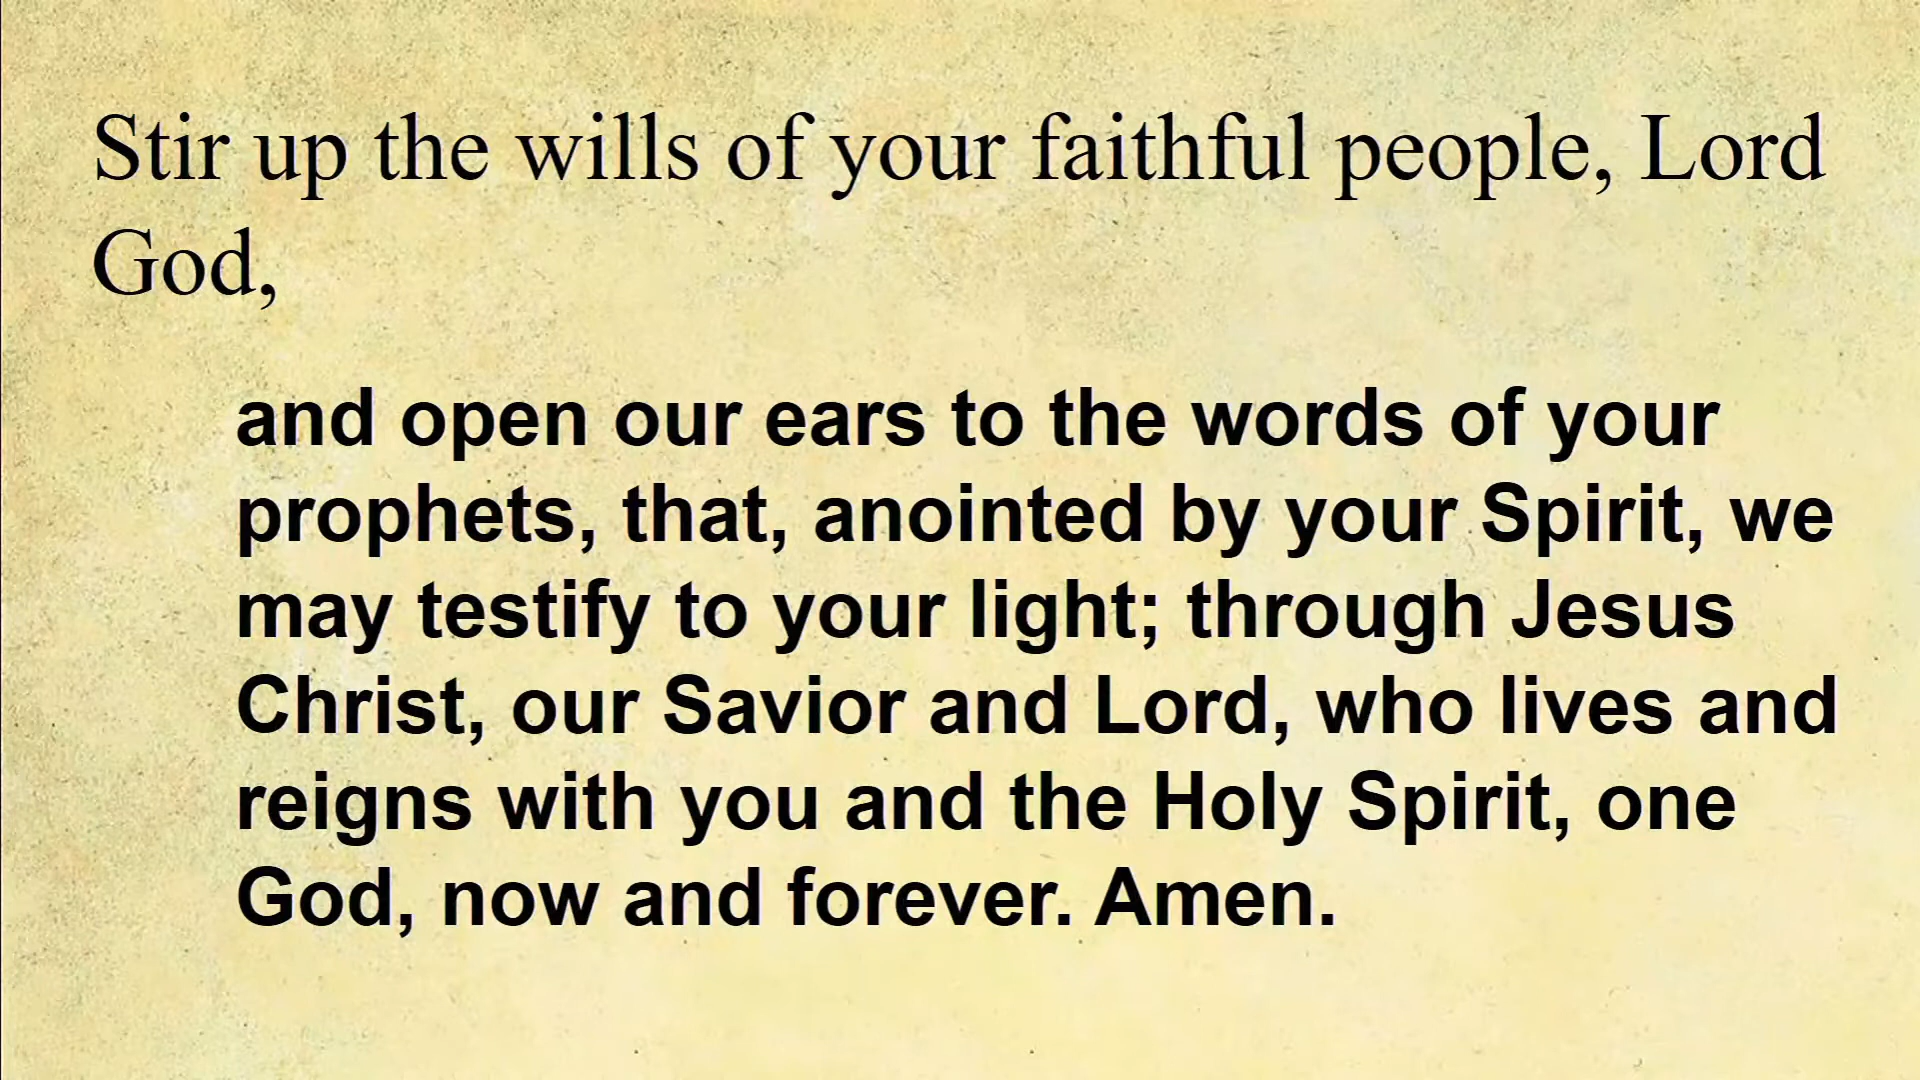 Stir up the wills of your faithful people, Lord
God,
and open our ears to the words of your
prophets, that, anointed by your Spirit, we
may testify to your light; through Jesus
Christ, our Savior and Lord, who lives and
reigns with you and the Holy Spirit, one
God, now and forever. Amen.